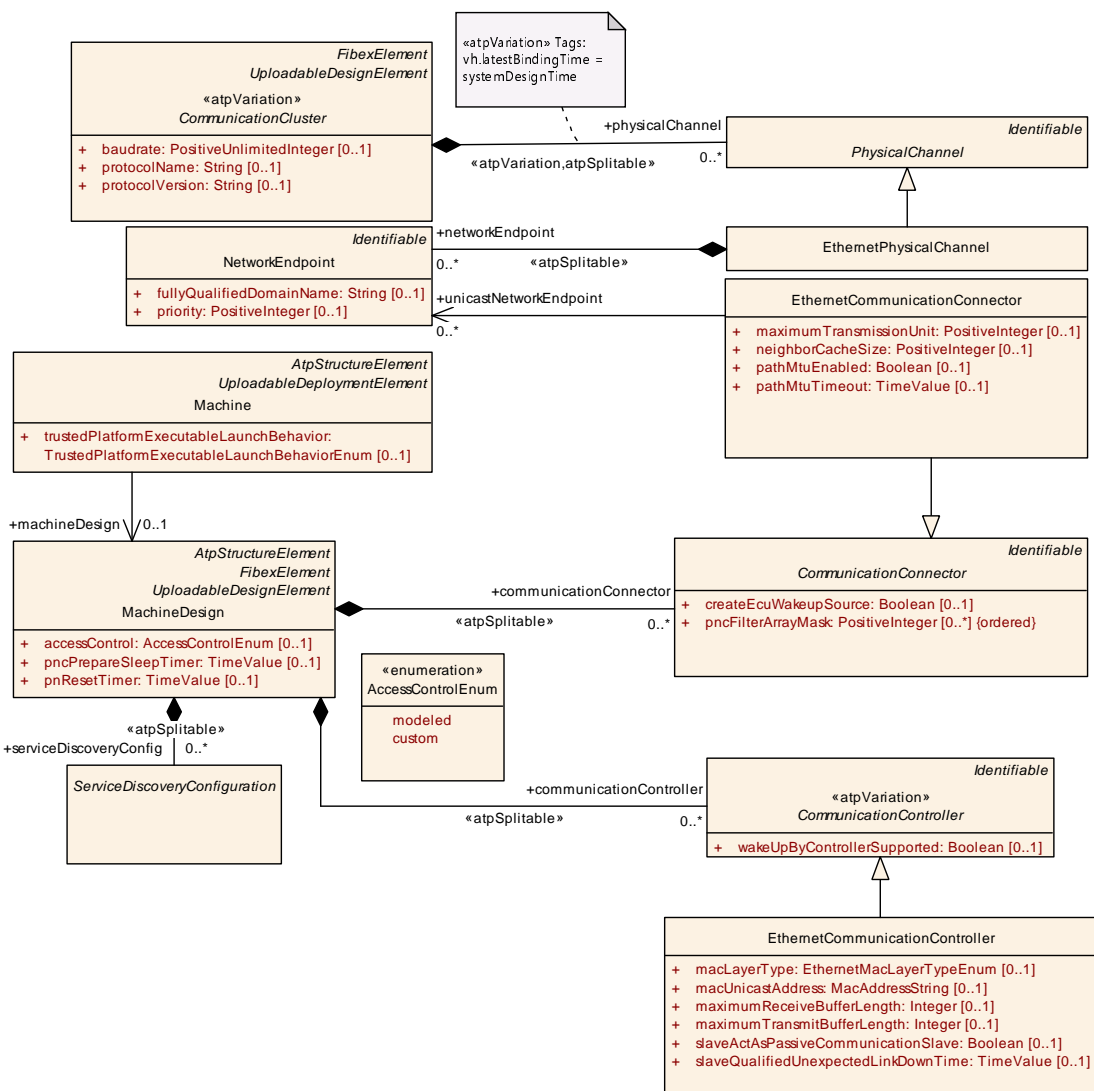 «atpVariation» Tags:
vh.latestBindingTime =
systemDesignTime
FibexElement
UploadableDesignElement
«atpVariation»
CommunicationCluster
+ baudrate: PositiveUnlimitedInteger [0..1]
+ protocolName: String [0..1]
+ protocolVersion: String [0..1]
+physicalChannel
«atpVariation,atpSplitable»
0..*
Identifiable
PhysicalChannel
Identifiable
NetworkEndpoint
+ fullyQualifiedDomainName: String [0..1]
+ priority: PositiveInteger [0..1]
+networkEndpoint
0..*
«atpSplitable»
EthernetPhysicalChannel
+unicastNetworkEndpoint
0..*
EthernetCommunicationConnector
+ maximumTransmissionUnit: PositiveInteger [0..1]
+ neighborCacheSize: PositiveInteger [0..1]
+ pathMtuEnabled: Boolean [0..1]
+ pathMtuTimeout: TimeValue [0..1]
AtpStructureElement
UploadableDeploymentElement
Machine
+ trustedPlatformExecutableLaunchBehavior:
TrustedPlatformExecutableLaunchBehaviorEnum [0..1]
+machineDesign
0..1
AtpStructureElement
FibexElement
UploadableDesignElement
MachineDesign
+ accessControl: AccessControlEnum [0..1]
+ pncPrepareSleepTimer: TimeValue [0..1]
+ pnResetTimer: TimeValue [0..1]
+communicationConnector
«atpSplitable»
0..*
Identifiable
CommunicationConnector
+ createEcuWakeupSource: Boolean [0..1]
+ pncFilterArrayMask: PositiveInteger [0..*] {ordered}
«enumeration»
AccessControlEnum
modeled
custom
«atpSplitable»
+serviceDiscoveryConfig
0..*
ServiceDiscoveryConfiguration
+communicationController
«atpSplitable»
0..*
Identifiable
«atpVariation»
CommunicationController
+ wakeUpByControllerSupported: Boolean [0..1]
EthernetCommunicationController
+ macLayerType: EthernetMacLayerTypeEnum [0..1]
+ macUnicastAddress: MacAddressString [0..1]
+ maximumReceiveBufferLength: Integer [0..1]
+ maximumTransmitBufferLength: Integer [0..1]
+ slaveActAsPassiveCommunicationSlave: Boolean [0..1]
+ slaveQualifiedUnexpectedLinkDownTime: TimeValue [0..1]